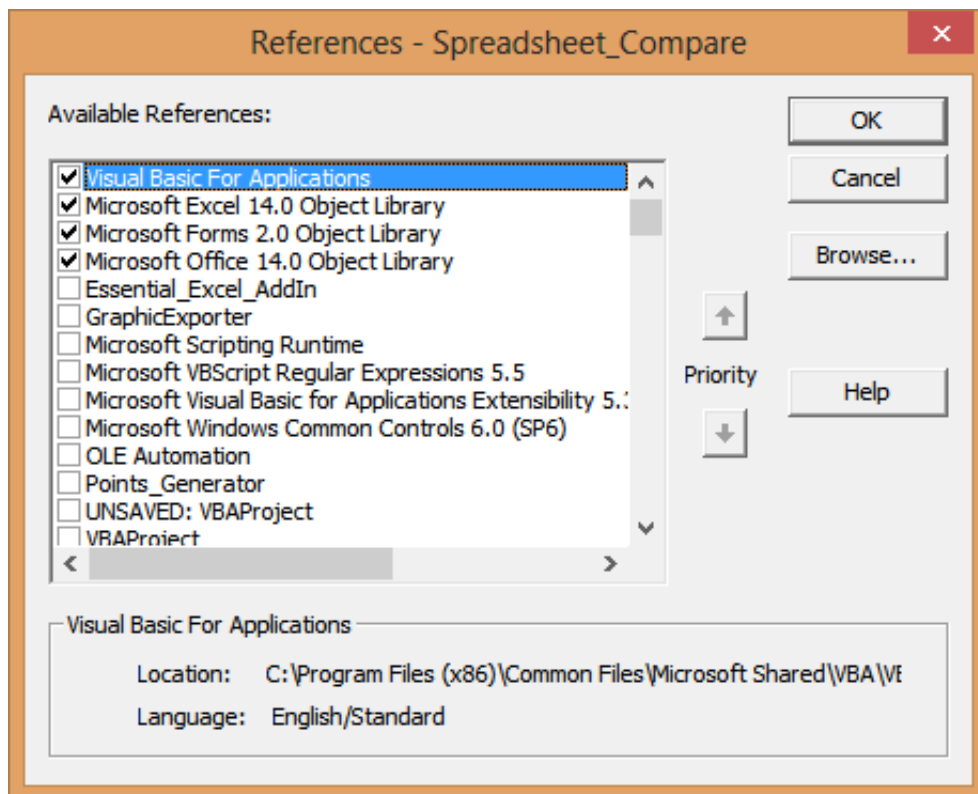 References - Spreadsheet_Compare
Available References:
OK
Cancel
Browse...
Help
Visual Basic For Applications
Microsoft Excel 14.0 Object Library
Microsoft Forms 2.0 Object Library
Microsoft Office 14.0 Object Library
Essential_Excel_AddIn
GraphicExporter
Microsoft Scripting Runtime
Microsoft VBScript Regular Expressions 5.5
Microsoft Visual Basic for Applications Extensibility 5.
Microsoft Windows Common Controls 6.0 (SP6)
OLE Automation
Points_Generator
UNSAVED: VBAProject
VBAProject
Priority
Visual Basic For Applications
Location: C:\Program Files (x86)\Common Files\Microsoft Shared\VBA\VB
Language: English/Standard